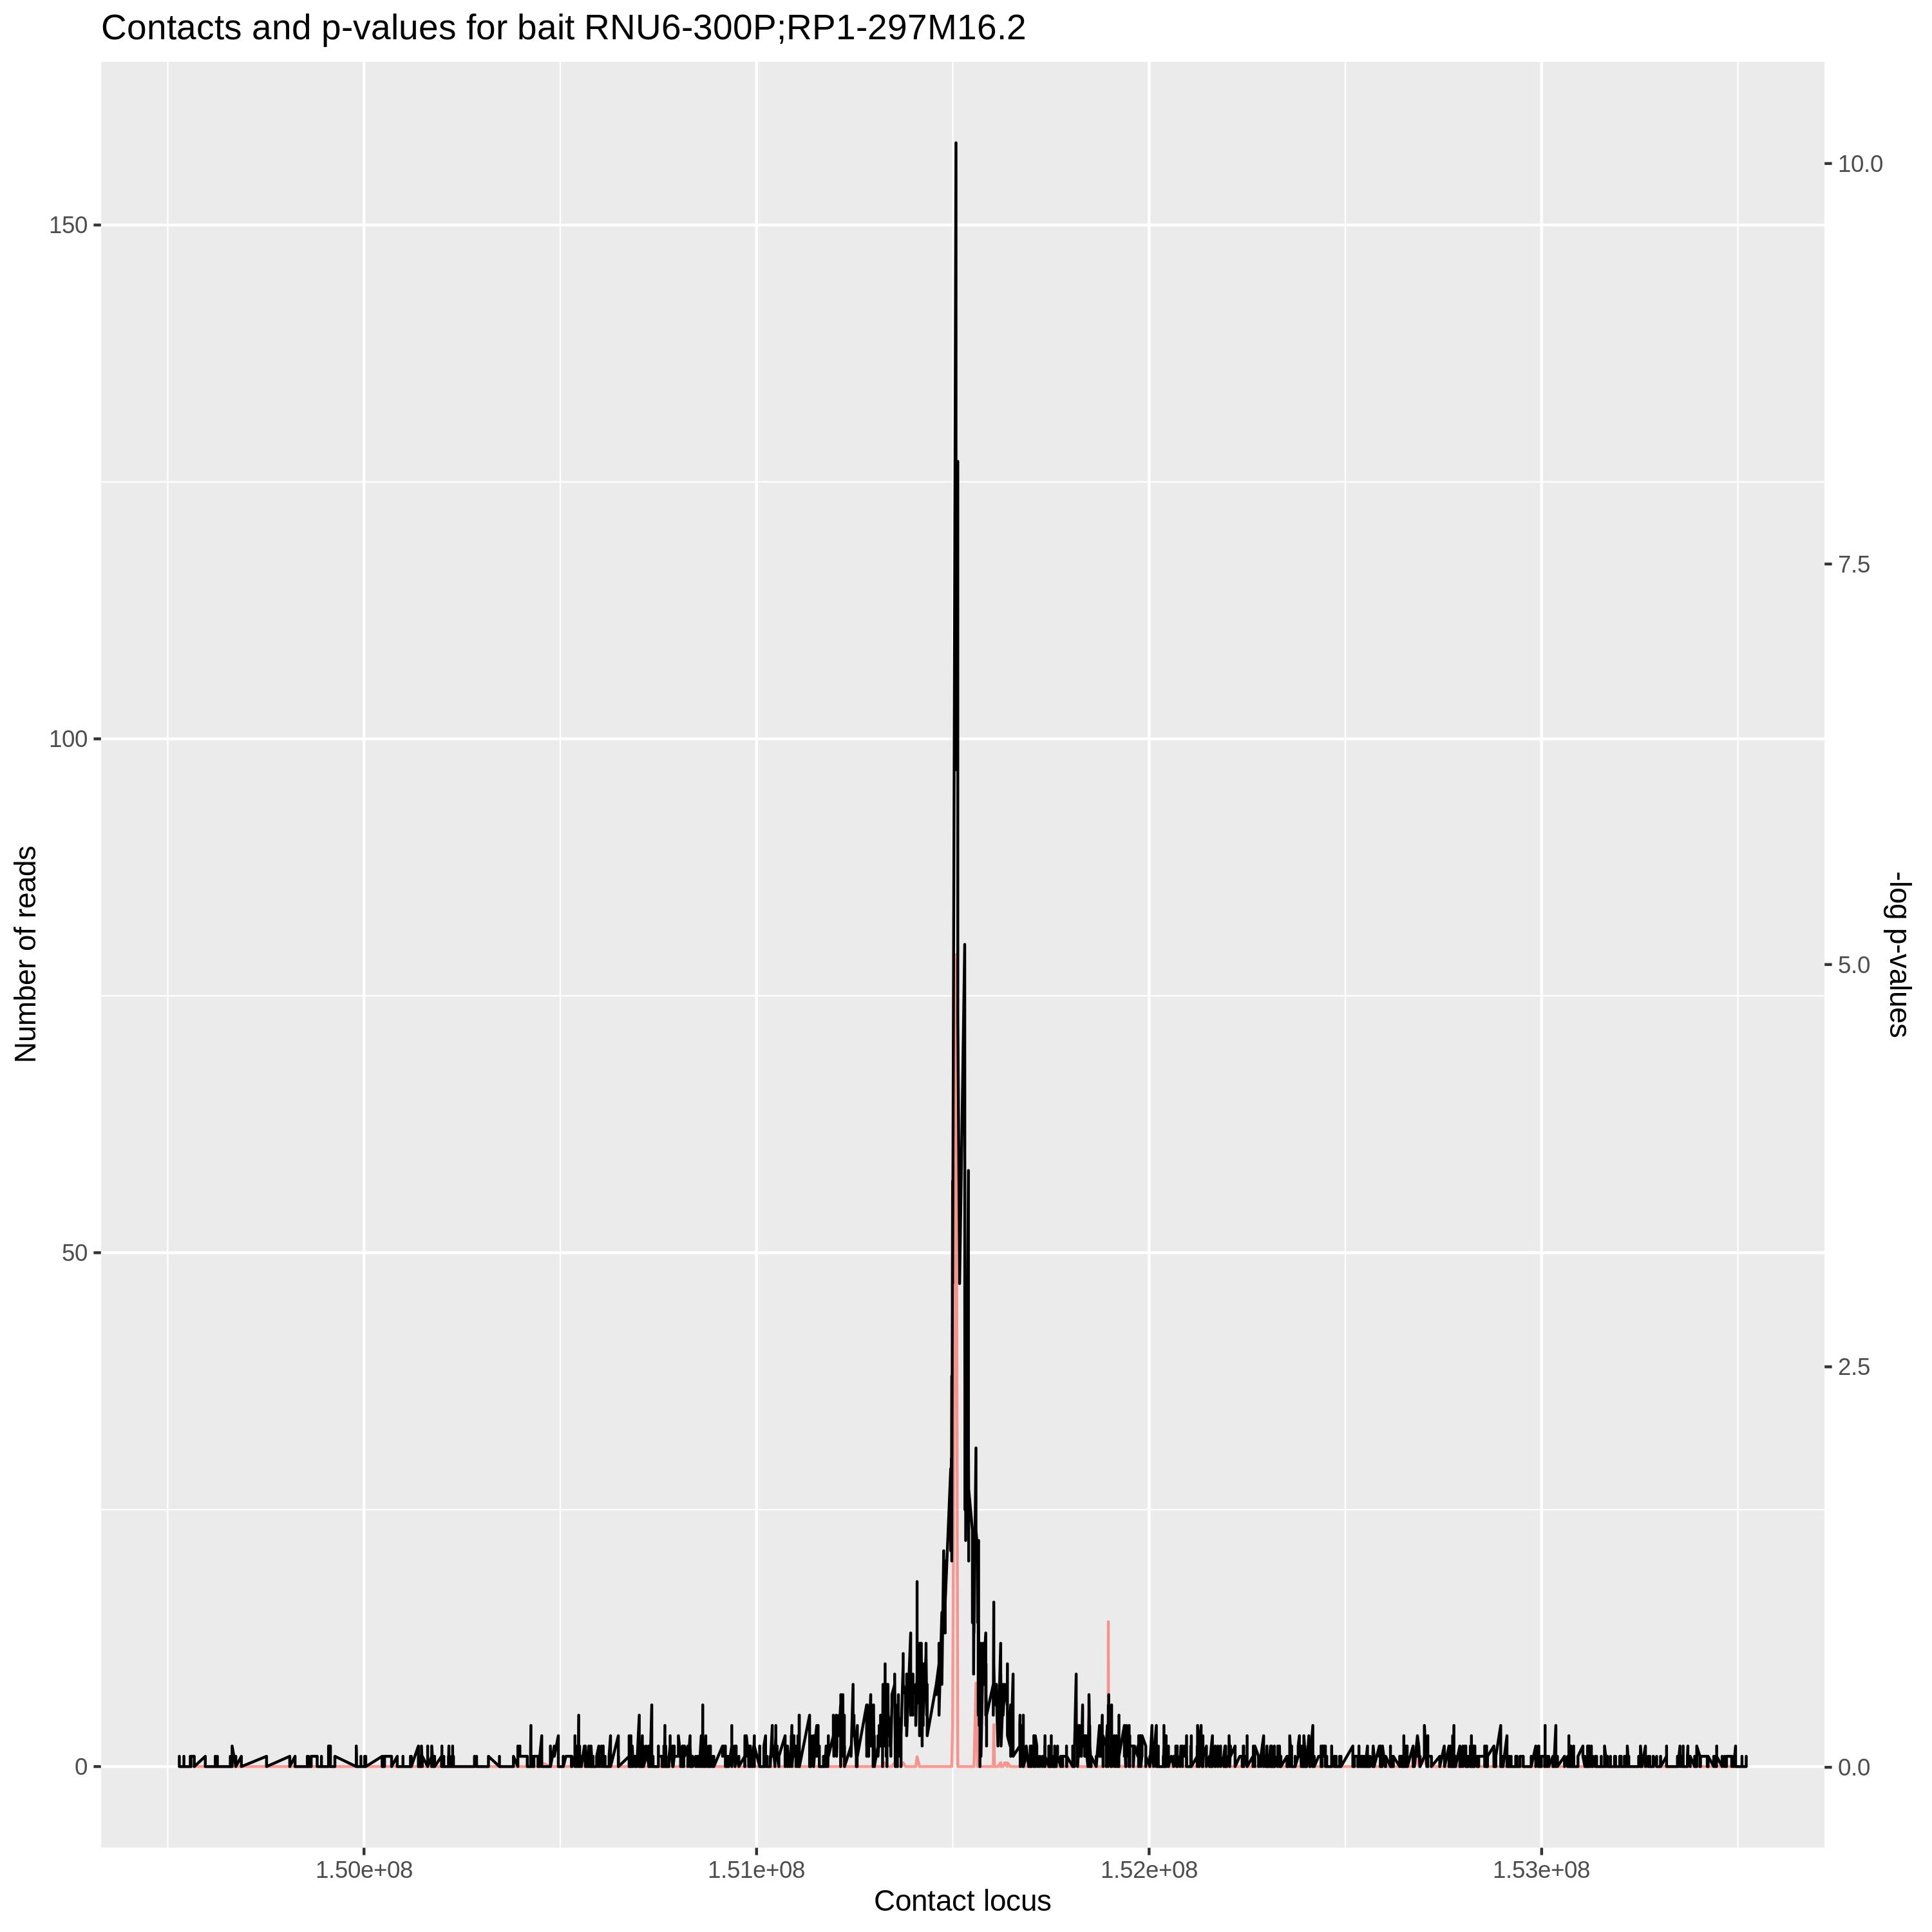 Contacts and p-values for bait RNU6-300P;RP1-297M16.2
150
100
50
0
Number of reads
10.0
7.5
5.0
2.5
0.0
-log p-values
1.50e+08
1.51e+08
1.52e+08
1.53e+08
Contact locus